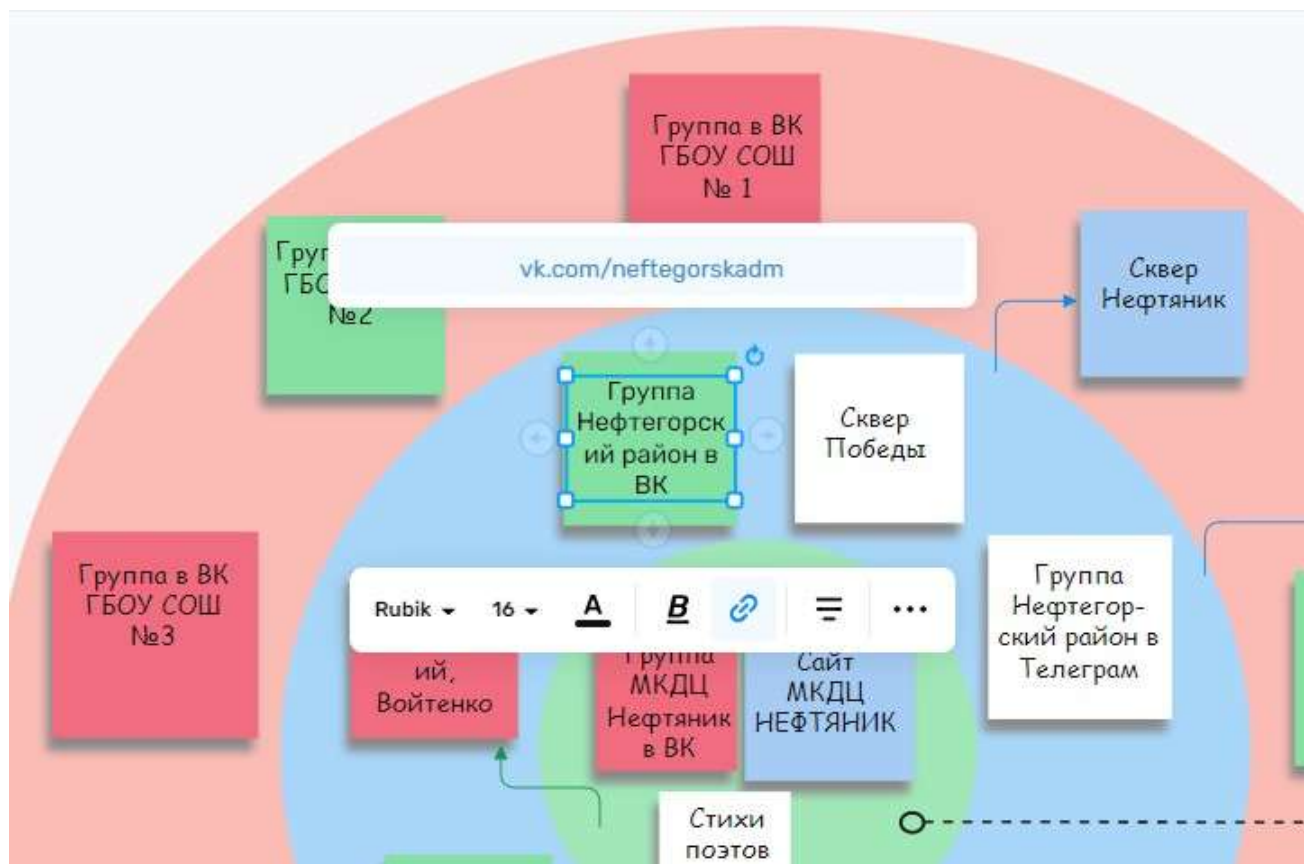 Группа в ВК
ГБОУ СОШ
№ 1
vk.com/neftegorskadm
№2
Сквер
Нефтяник
Группа
Нефтегорск
ий район в
ВК
Сквер
Победы
Группа в ВК
ГБОУ СОШ
№3
Rubik
16
A
B
ий,
Войтенко
Группа
МКДЦ
Нефтяник
в ВК
Сайт
МКДЦ
НЕФТЯНИК
Группа
Нефтегор-
ский район в
Телеграм
Стихи
поэтов